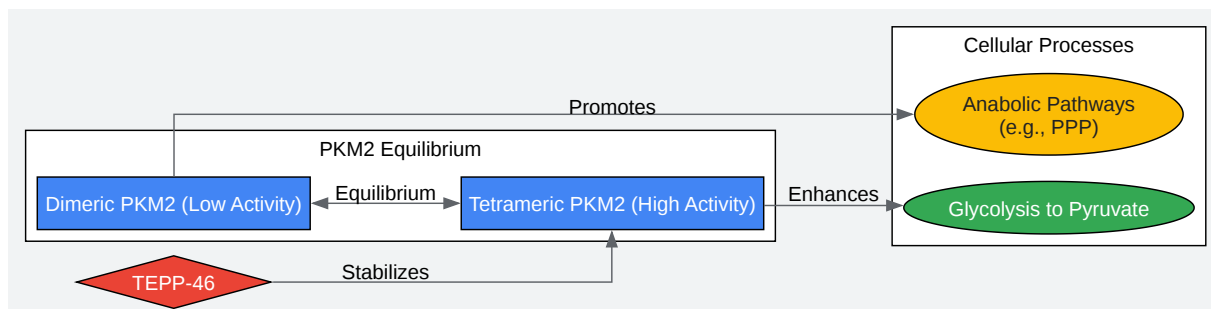 Cellular Processes
Promotes
Anabolic Pathways
(e.g., PPP)
PKM2 Equilibrium
Dimeric PKM2 (Low Activity)
Equilibrium
Tetrameric PKM2 (High Activity)
Enhances
Glycolysis to Pyruvate
TEPP-46
Stabilizes